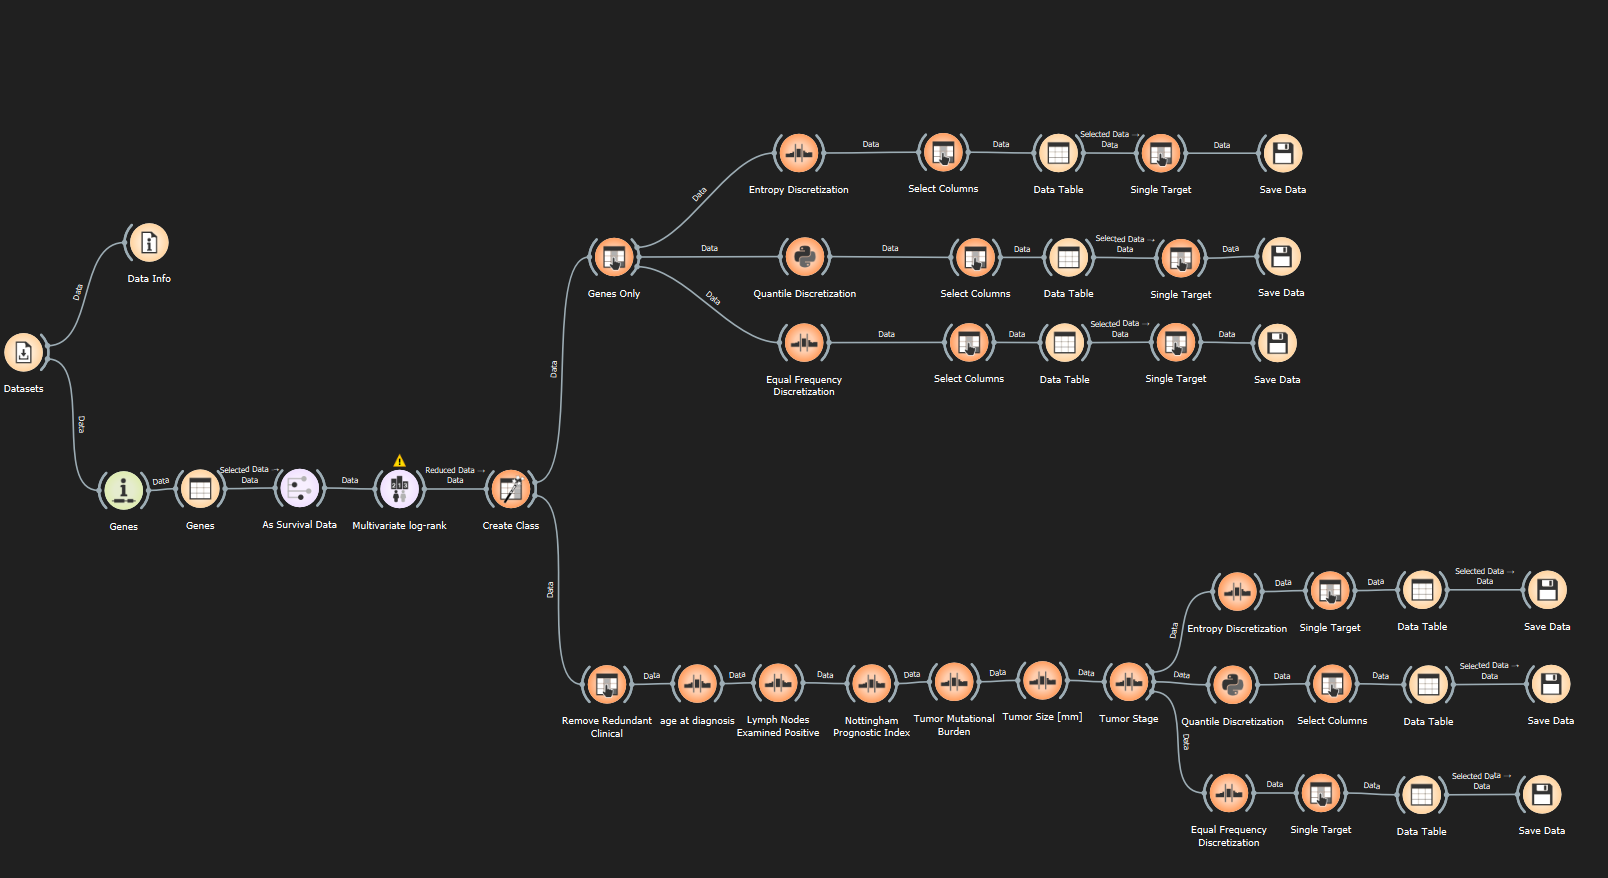 Data
Selected Data →
Data
Data
Data
Entropy Discretization
Select Columns
Data Table
Single Target
Save Data
Data
Data
Data
Data
Selected Data →
Data
Data
Data Info
Genes Only
Quantile Discretization
Select Columns
Data Table
Single Target
Save Data
Data
Data
Data
Data
Selected Data →
Data
Data
Datasets
Equal Frequency
Discretization
Select Columns
Data Table
Single Target
Save Data
Data
Data
Data
Selected Data →
Data
Data
Reduced Data →
Data
Genes
Genes
As Survival Data
Multivariate log-rank
Create Class
Data
Data
Data
Data
Selected Data →
Data
Entropy Discretization
Single Target
Data Table
Save Data
Data
Data
Data
Data
Data
Data
Data
Data
Data
Data
Selected Data →
Data
Remove Redundant
Clinical
age at diagnosis
Lymph Nodes
Examined Positive
Nottingham
Prognostic Index
Tumor Mutational
Burden
Tumor Size [mm]
Tumor Stage
Quantile Discretization
Select Columns
Data Table
Save Data
Data
Data
Data
Selected Data →
Data
Equal Frequency
Discretization
Single Target
Data Table
Save Data